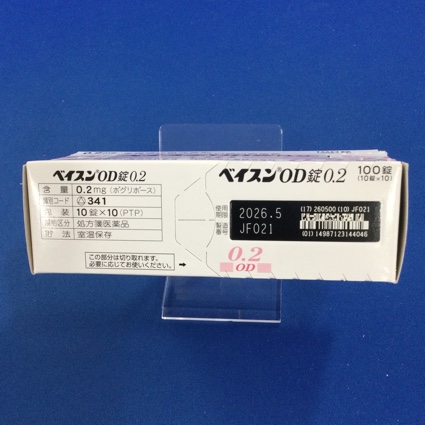 ベイスンOD錠0.2
含量 0.2mg(ボグリボース)
識別コード 341
包装 10錠×10(PTP)
規制区分 処方箋医薬品
貯法 室温保存
この部分は切り取れます。
必要に応じてお使いください。
ベイスンOD錠0.2
100錠
(10錠×10)
使用期限 2026.5
製造番号 JF021
(17)260500(10)JF021
(01)14987123144046
0.2
OD